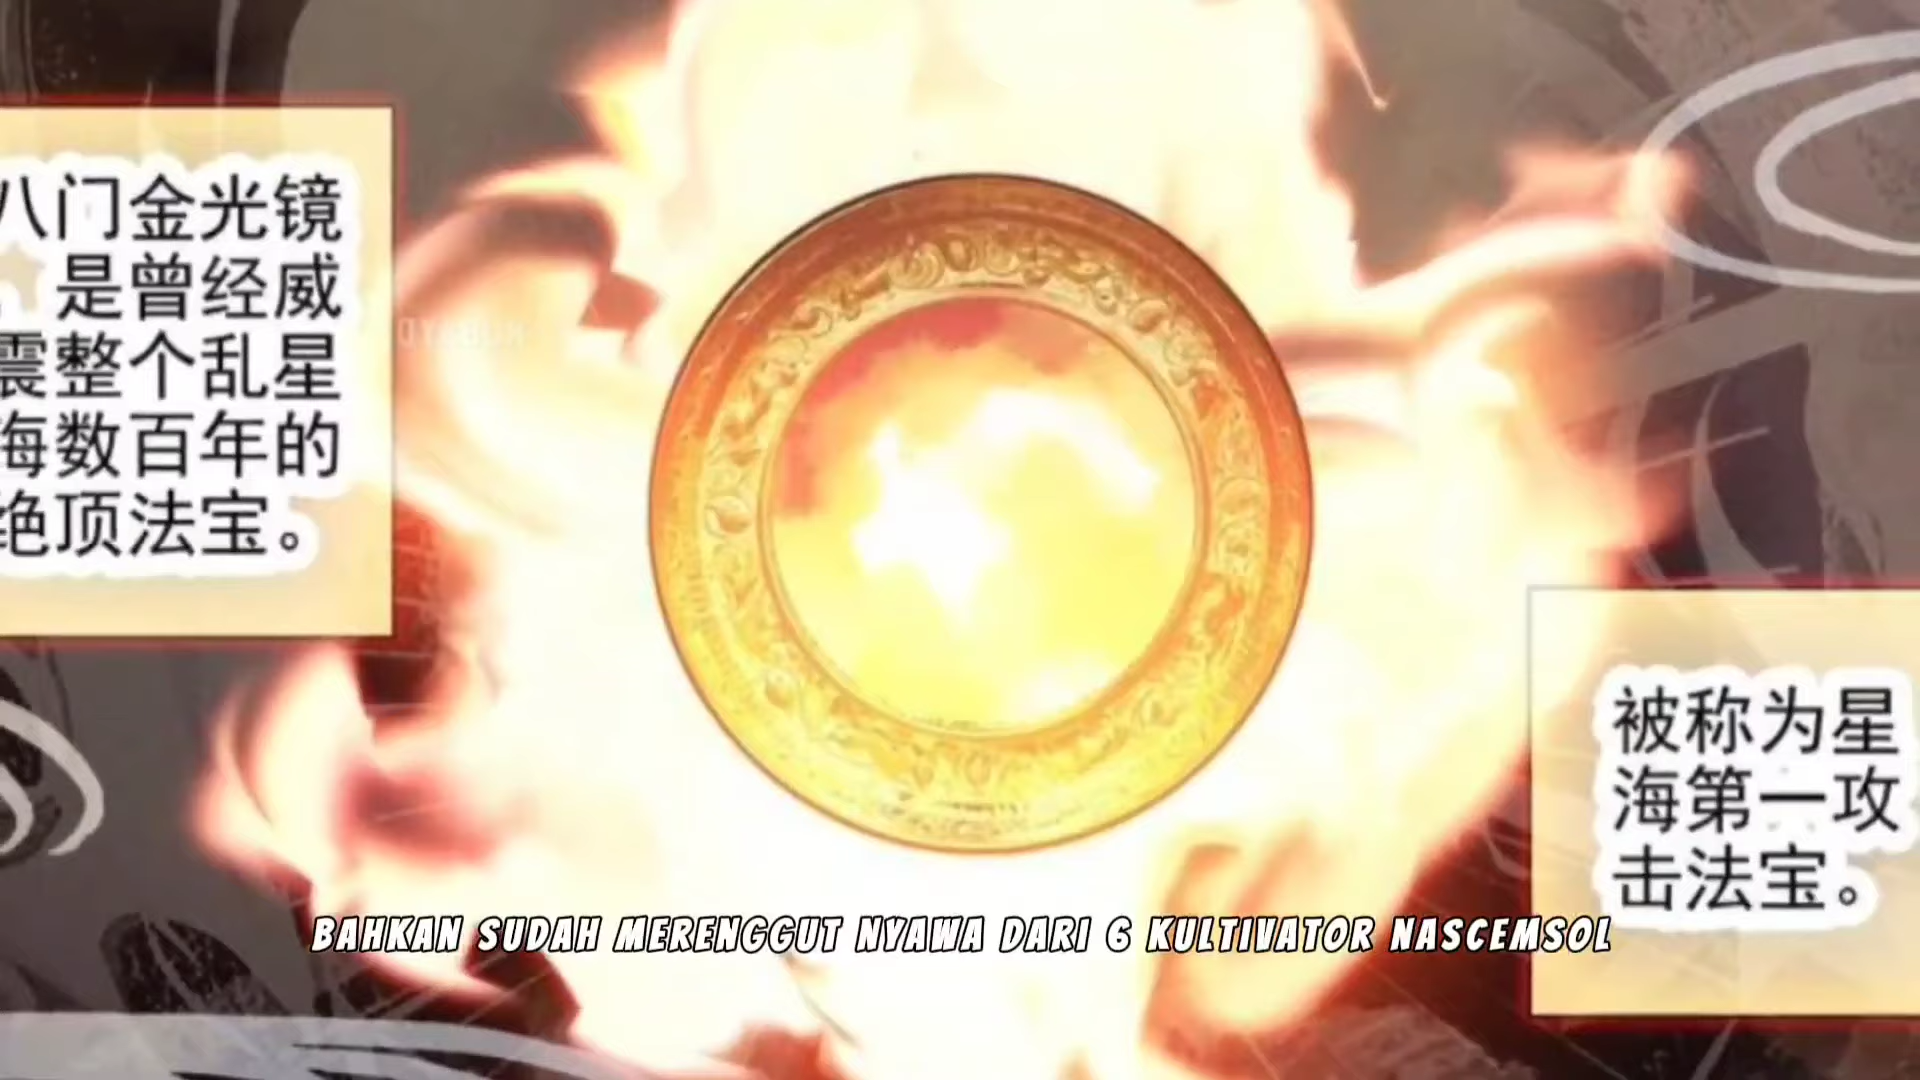 八门金光镜
，是曾经威
震整个乱星
海数百年的
绝顶法宝。
被称为星
海第一攻
击法宝。
BAHKAN SUDAH MERENGGUT NYAWA DARI 6 KULTIVATOR NASCEMSOL